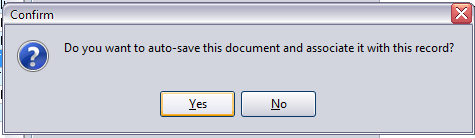 Confirm
Do you want to auto-save this document and associate it with this record?
Yes
No